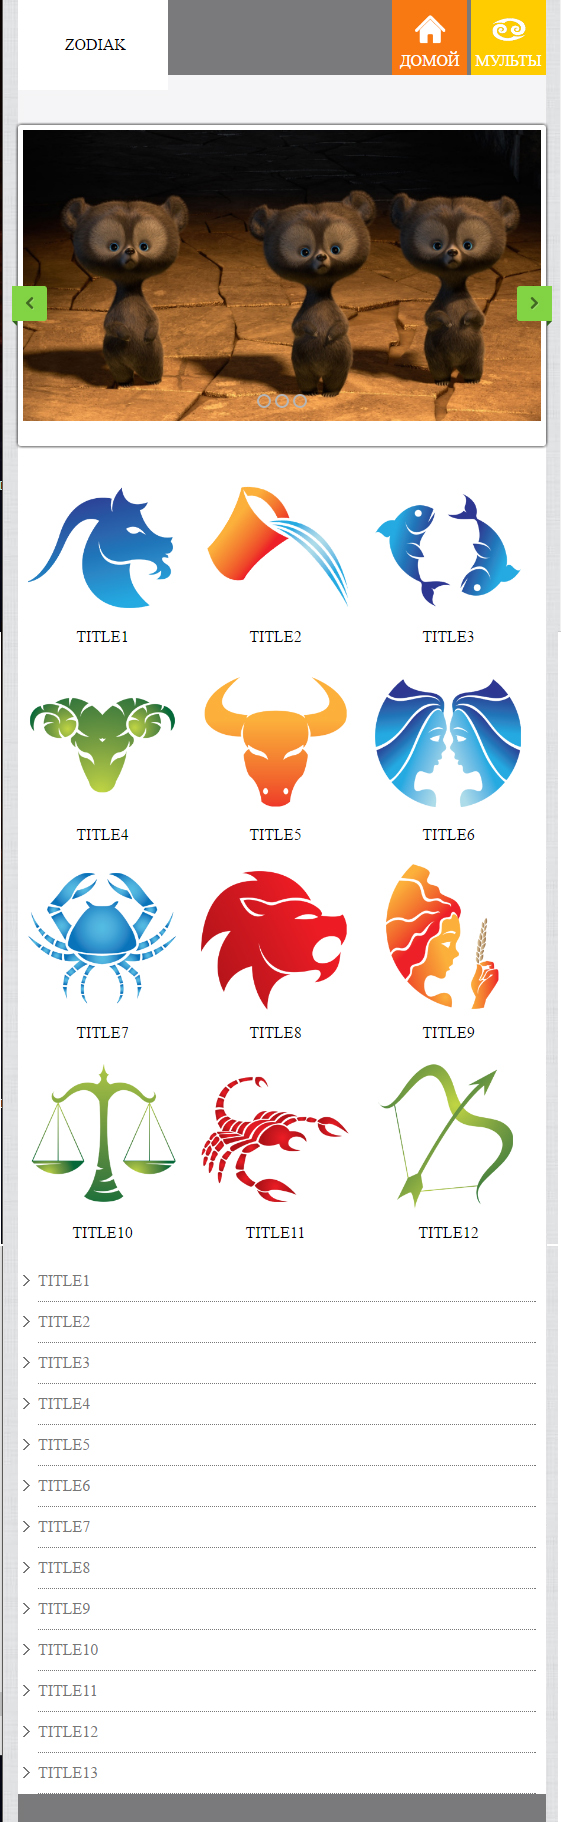 ZODIAK
ДОМОЙ
МУЛЬТЫ
TITLE1 TITLE2 TITLE3
TITLE4 TITLE5 TITLE6
TITLE7 TITLE8 TITLE9
TITLE10 TITLE11 TITLE12
TITLE1
TITLE2
TITLE3
TITLE4
TITLE5
TITLE6
TITLE7
TITLE8
TITLE9
TITLE10
TITLE11
TITLE12
TITLE13